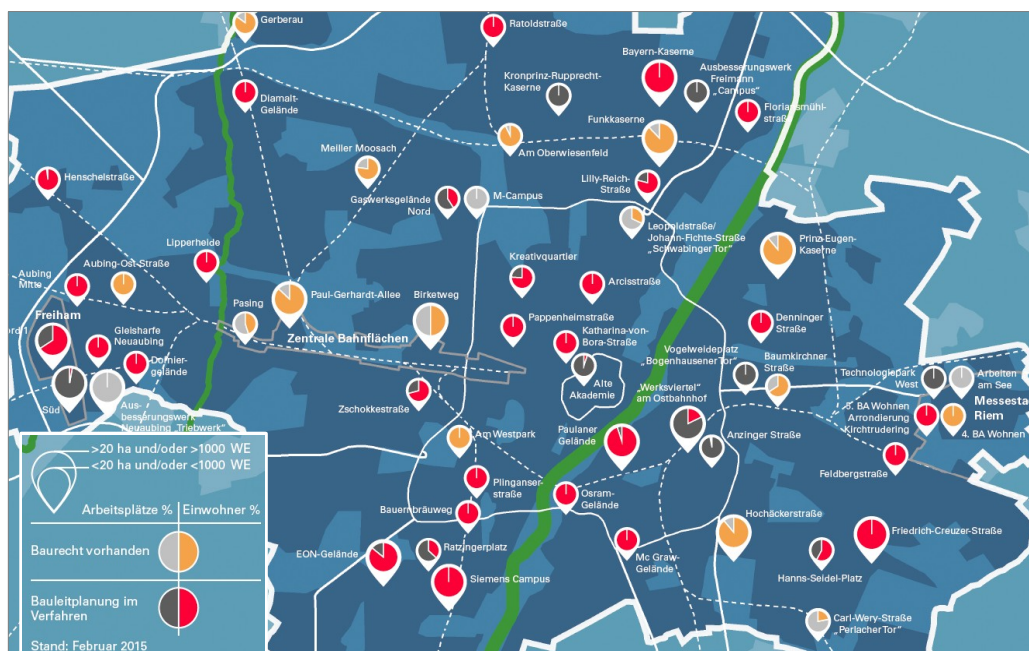 Gerberau
Ratoldstraße
Bayern-Kaserne
Ausbesserungswerk
Freimann
„Campus“
Kronprinz-Rupprecht-
Kaserne
Diamalt-
Gelände
Floriansmühl-
straße
Funkkaserne
Am Oberwiesenfeld
Meiller Moosach
Henschelstraße
Lilly-Reich-
Straße
Gaswerksgelände
Nord
M-Campus
Leopoldstraße/
Johann-Fichte-Straße
„Schwabinger Tor“
Prinz-Eugen-
Kaserne
Lipperheide
Aubing-Ost-Straße
Aubing
Mitte
Kreativquartier
Arcisstraße
Paul-Gerhardt-Allee
Birketweg
Pasing
Freiham
ord 1
Gleisharfe
Neuaubing
Zentrale Bahnflächen
Pappenheimstraße
Katharina-von-
Bora-Straße
Denninger
Straße
Dornier-
gelände
Vogelweideplatz
„Bogenhausener Tor“
Baumkirchner
Straße
Technologiepark
West
Arbeiten
am See
Süd
Aus-
besserungswerk
Neuaubing „Triebwerk“
Zschokkestraße
Alte
Akademie
„Werksviertel“
am Ostbahnhof
Messesta
Riem
5. BA Wohnen
Arrondierung
Kirchtrudering
4. BA Wohnen
Paulaner
Gelände
Anzinger Straße
Am Westpark
Feldbergstraße
>20 ha und/oder >1000 WE
<20 ha und/oder <1000 WE
Plinganser-
straße
Osram-
Gelände
Bauernbräuweg
Arbeitsplätze %
Einwohner %
Hochäckerstraße
Friedrich-Creuzer-Straße
Baurecht vorhanden
EON-Gelände
Ratzingerplatz
Mc Graw-
Gelände
Hanns-Seidel-Platz
Siemens Campus
Bauleitplanung im
Verfahren
Carl-Wery-Straße
„Perlacher Tor“
Stand: Februar 2015